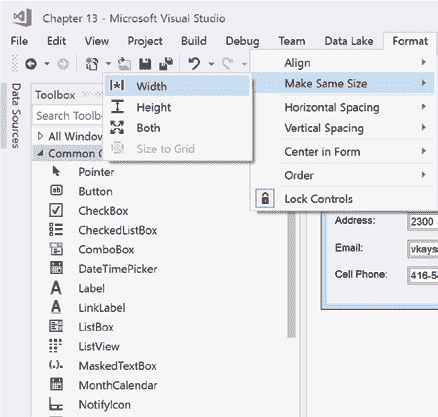 Chapter 13 - Microsoft Visual Studio
File Edit View Project Build Debug Team Data Lake Format
Align
Make Same Size
Horizontal Spacing
Vertical Spacing
Center in Form
Order
Lock Controls
Width
Height
Both
Size to Grid
Data Sources
Toolbox
Search Toolbo
All Window
Common C
Pointer
Button
CheckBox
CheckedListBox
ComboBox
DateTimePicker
Label
LinkLabel
ListBox
ListView
MaskedTextBox
MonthCalendar
NotifyIcon
Address: 2300
Email: vkays
Cell Phone: 416-5